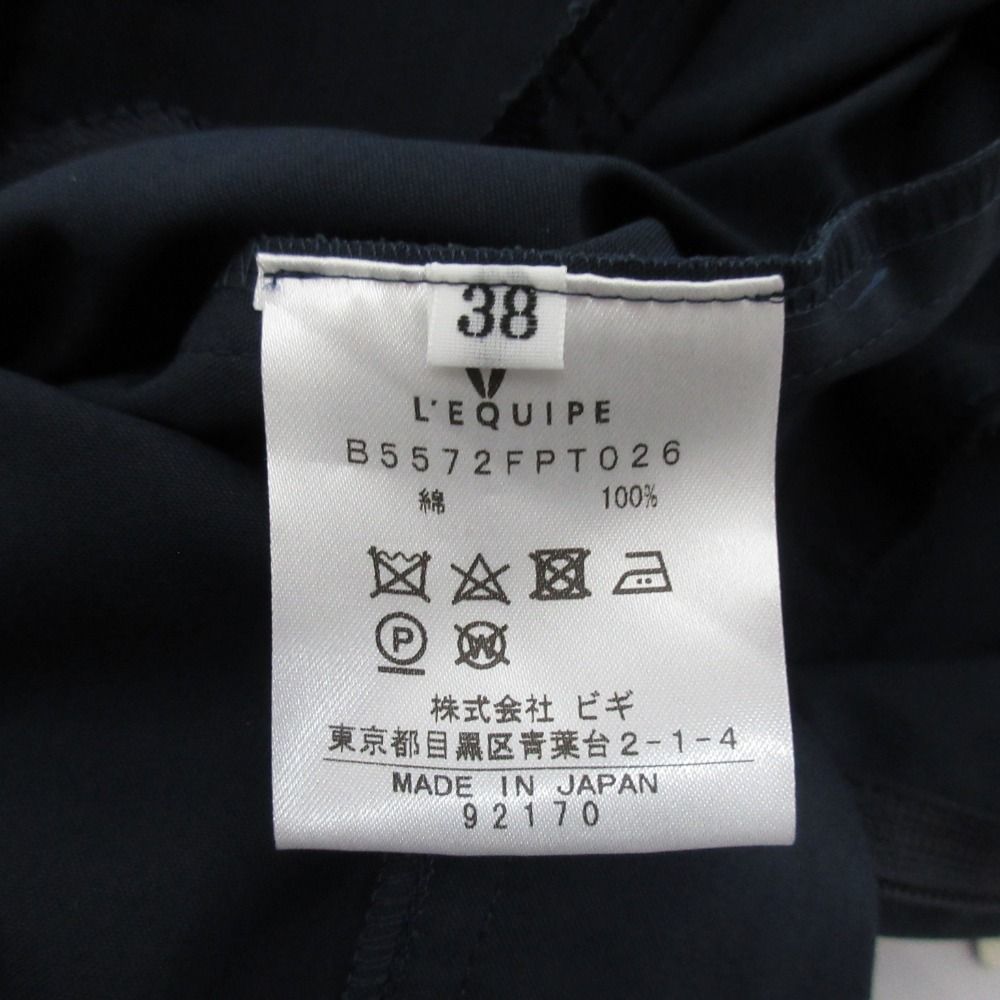 38
L'EQUIPE
B5572FPT026
綿 100%
P W
株式会社 ビギ
東京都目黒区青葉台2-1-4
MADE IN JAPAN
92170